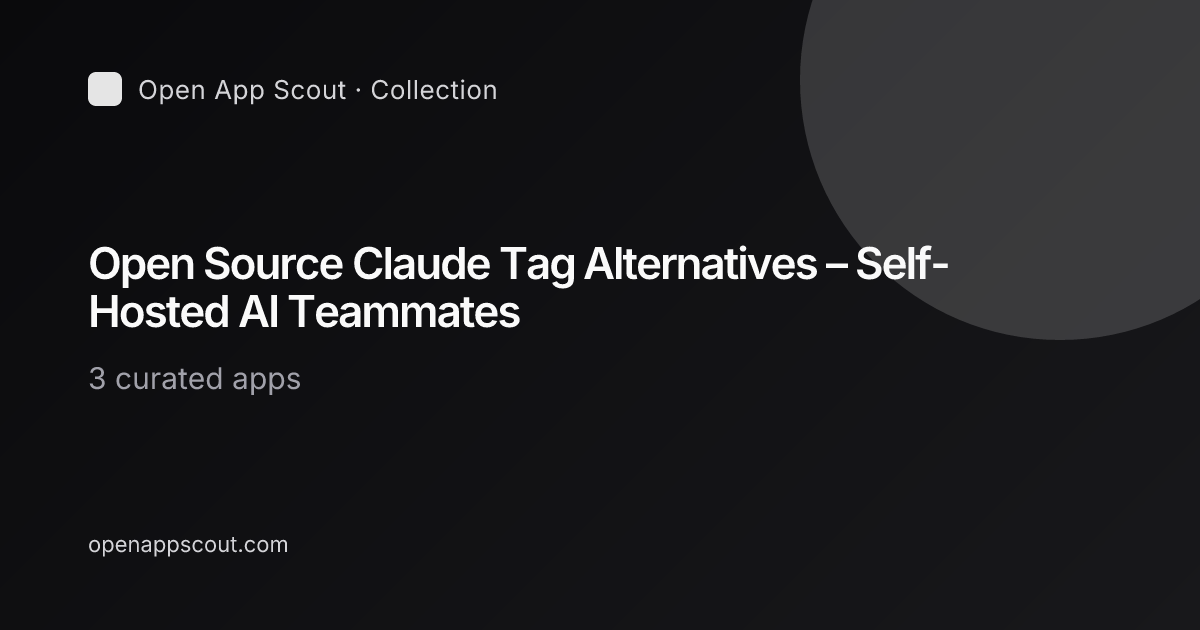 Open App Scout · Collection
Open Source Claude Tag Alternatives – Self-
Hosted AI Teammates
3 curated apps
openappscout.com